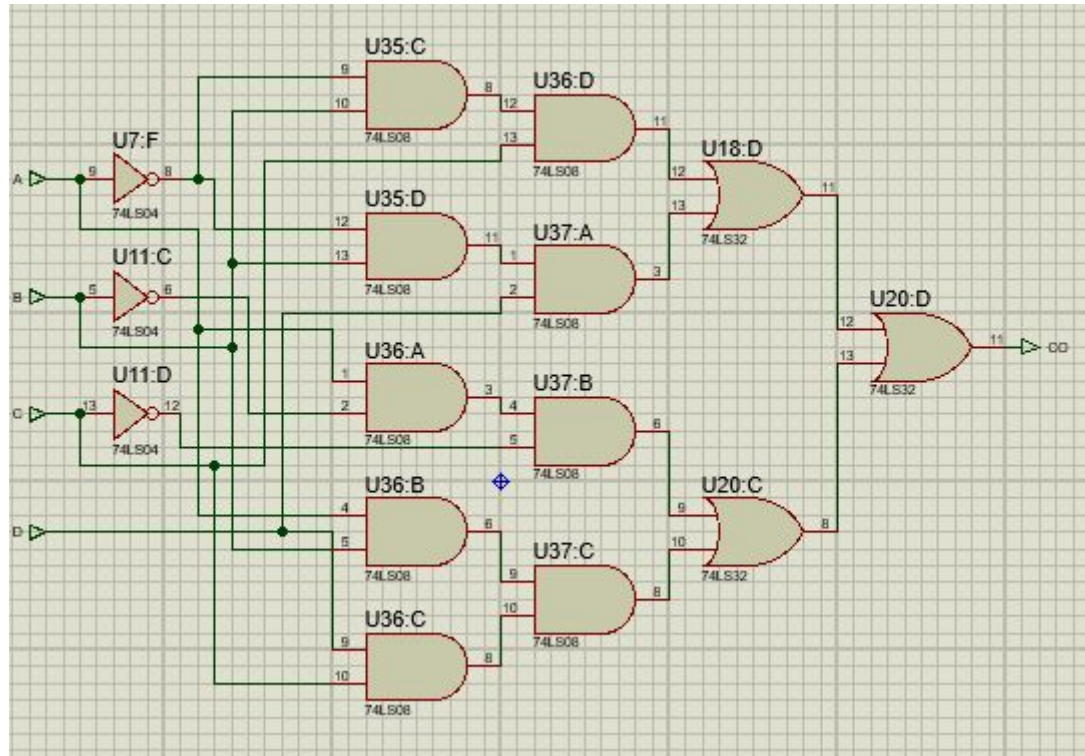 U35:C
9
8
10
74LS08
U36:D
12
11
13
74LS08
U7:F
A
9
8
74LS04
U18:D
12
11
13
74LS32
U35:D
12
11
13
74LS08
U37:A
1
3
2
74LS08
U11:C
B
5
6
74LS04
U20:D
12
11
13
74LS32
U36:A
1
3
2
74LS08
U37:B
4
6
5
74LS08
U11:D
C
13
12
74LS04
U36:B
4
6
5
74LS08
U20:C
9
8
10
74LS32
D
U37:C
9
8
10
74LS08
U36:C
9
8
10
74LS08